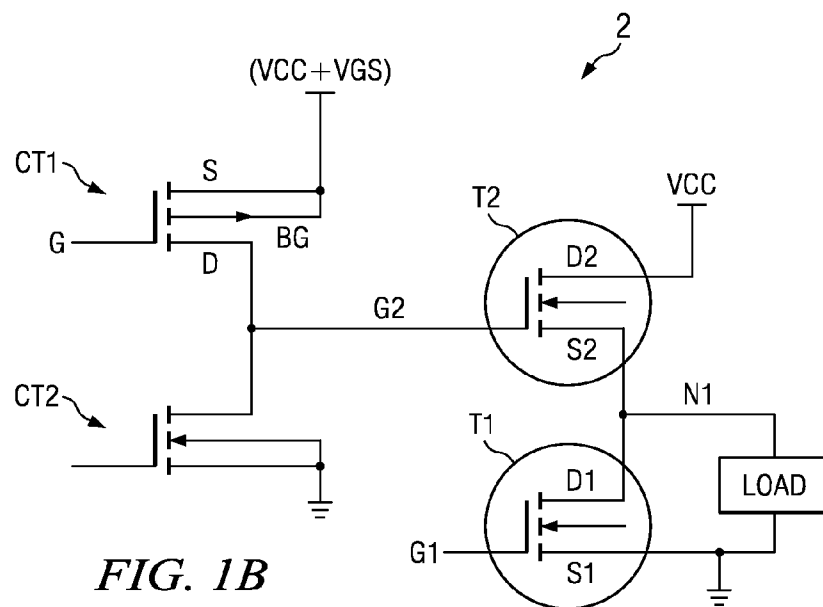 2
(VCC+VGS)
CT1
S
BG
G
D
T2
VCC
D2
G2
S2
CT2
N1
T1
D1
LOAD
G1
S1
FIG. 1B